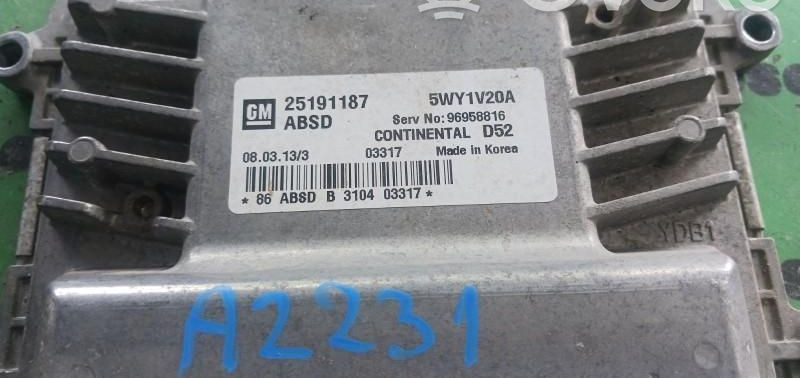 GM 25191187 5WY1V20A
ABSD Serv No: 96958816
CONTINENTAL D52
08.03.13/3 03317 Made in Korea
* 86 ABSD B 3104 03317 *
YDB1
A2231